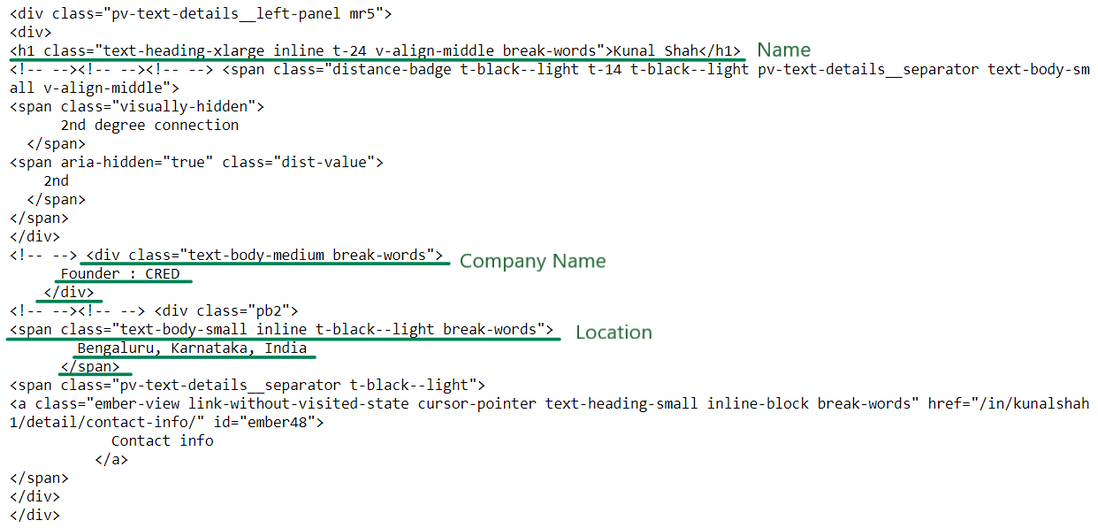 <div class="pv-text-details__left-panel mr5">
<div>
<h1 class="text-heading-xlarge inline t-24 v-align-middle break-words">Kunal Shah</h1> Name
<!-- --><!-- --><!-- --> <span class="distance-badge t-black--light t-14 t-black--light pv-text-details__separator text-body-sm
all v-align-middle">
<span class="visually-hidden">
2nd degree connection
</span>
<span aria-hidden="true" class="dist-value">
2nd
</span>
</span>
</div>
<!-- --> <div class="text-body-medium break-words"> Company Name
Founder : CRED
</div>
<!-- --><!-- --> <div class="pb2">
<span class="text-body-small inline t-black--light break-words"> Location
Bengaluru, Karnataka, India
</span>
<span class="pv-text-details__separator t-black--light">
<a class="ember-view link-without-visited-state cursor-pointer text-heading-small inline-block break-words" href="/in/kunalshah
1/detail/contact-info/" id="ember48">
Contact info
</a>
</span>
</div>
</div>